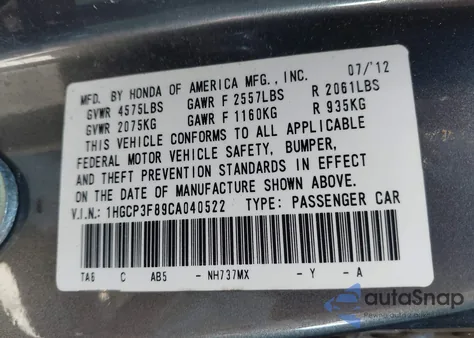 MFD. BY HONDA OF AMERICA MFG., INC. 07/'12
GVWR 4575LBS GAWR F 2557LBS R 2061LBS
GVWR 2075KG GAWR F 1160KG R 935KG
THIS VEHICLE CONFORMS TO ALL APPLICABLE
FEDERAL MOTOR VEHICLE SAFETY, BUMPER,
AND THEFT PREVENTION STANDARDS IN EFFECT
ON THE DATE OF MANUFACTURE SHOWN ABOVE.
V.I.N.: 1HGCP3F89CA040522 TYPE: PASSENGER CAR
TA6 C AB5 - NH737MX - Y - A
autaSnap